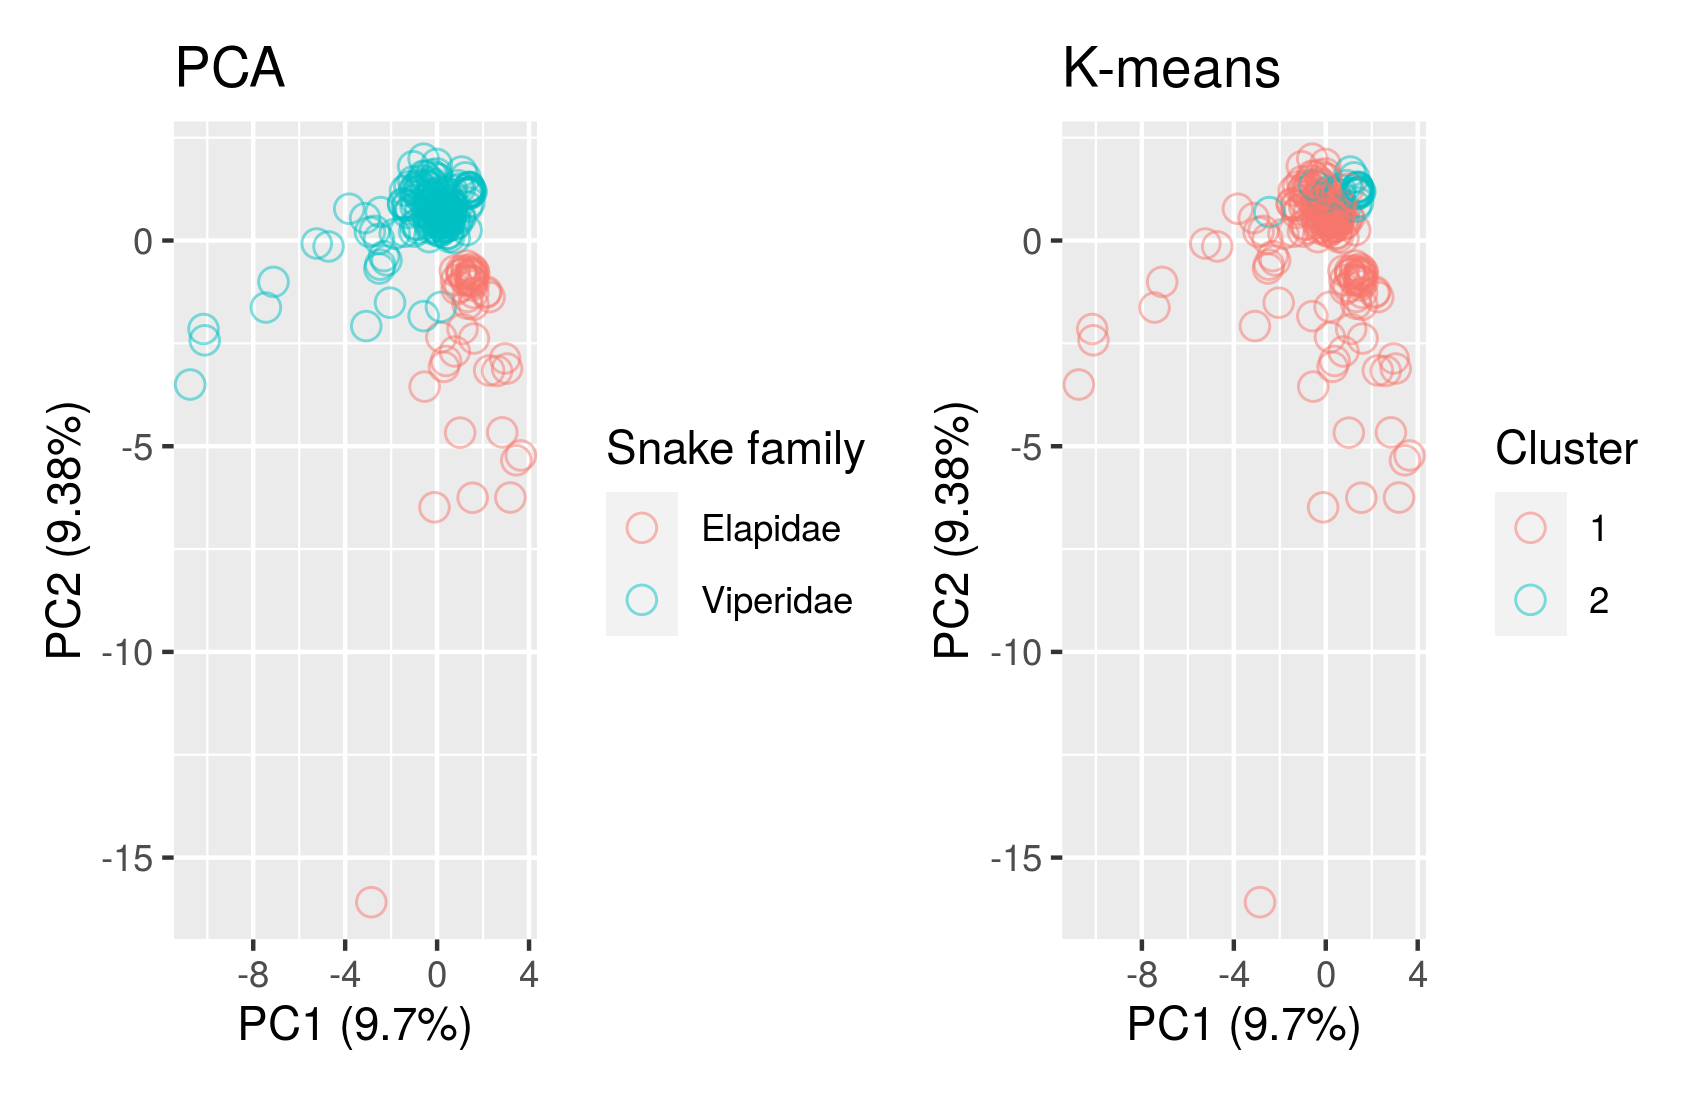 PCA
0
-5
-10
-15
PC2 (9.38%)
-8 -4 0 4
PC1 (9.7%)
Snake family
Elapidae
Viperidae
K-means
0
-5
-10
-15
PC2 (9.38%)
-8 -4 0 4
PC1 (9.7%)
Cluster
1
2